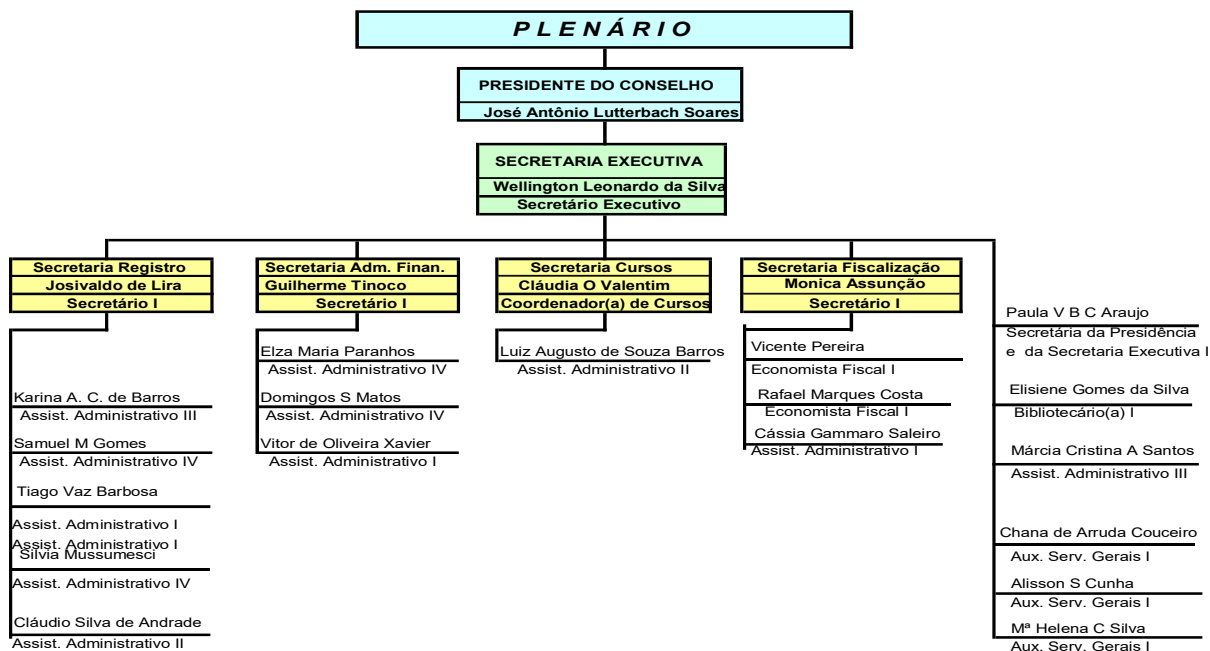 PLENÁRIO
PRESIDENTE DO CONSELHO
José Antônio Lutterbach Soares
SECRETARIA EXECUTIVA
Wellington Leonardo da Silva
Secretário Executivo
Secretaria Registro
Josivaldo de Lira
Secretário I
Karina A. C. de Barros
Assist. Administrativo III
Samuel M Gomes
Assist. Administrativo IV
Tiago Vaz Barbosa
Assist. Administrativo I
Assist. Administrativo I
Silvia Mussumesci
Assist. Administrativo IV
Cláudio Silva de Andrade
Assist. Administrativo II
Secretaria Adm. Finan.
Guilherme Tinoco
Secretário I
Elza Maria Paranhos
Assist. Administrativo IV
Domingos S Matos
Assist. Administrativo IV
Vitor de Oliveira Xavier
Assist. Administrativo I
Secretaria Cursos
Cláudia O Valentim
Coordenador(a) de Cursos
Luiz Augusto de Souza Barros
Assist. Administrativo II
Secretaria Fiscalização
Monica Assunção
Secretário I
Vicente Pereira
Economista Fiscal I
Rafael Marques Costa
Economista Fiscal I
Cássia Gammaro Saleiro
Assist. Administrativo I
Paula V B C Araujo
Secretária da Presidência
e da Secretaria Executiva I
Elisiene Gomes da Silva
Bibliotecário(a) I
Márcia Cristina A Santos
Assist. Administrativo III
Chana de Arruda Couceiro
Aux. Serv. Gerais I
Alisson S Cunha
Aux. Serv. Gerais I
Mª Helena C Silva
Aux. Serv. Gerais I